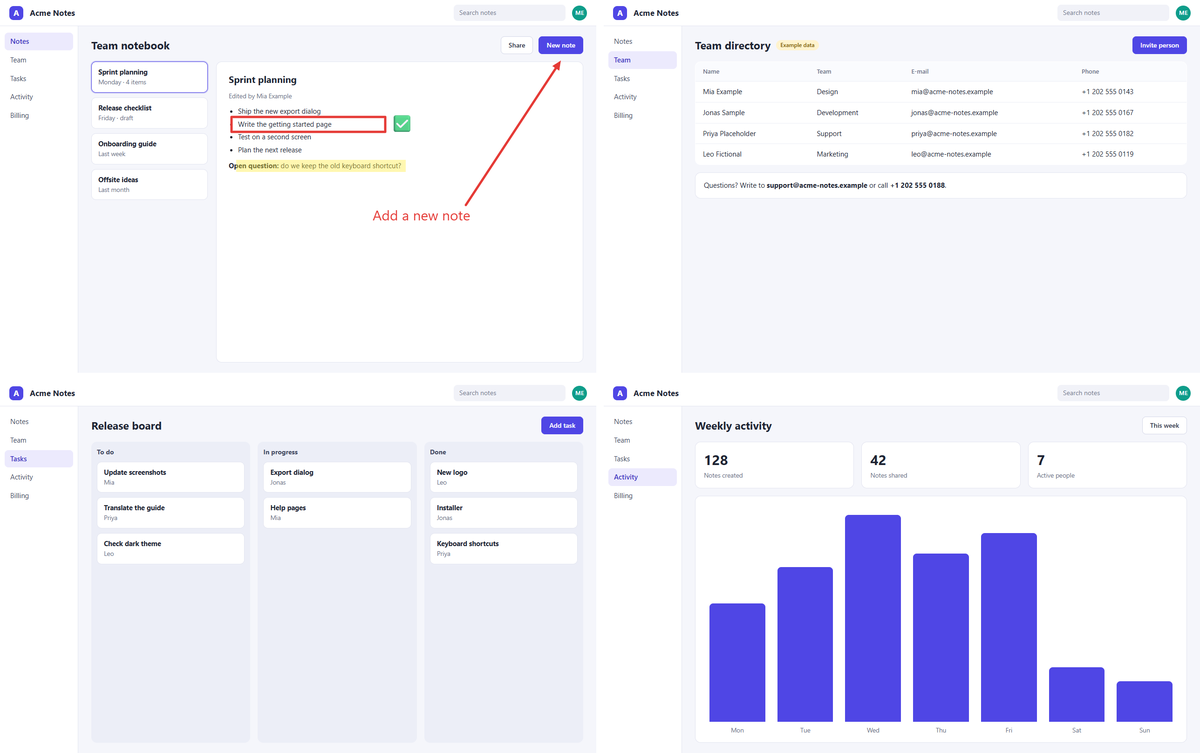 A Acme Notes
Search notes
ME
Notes
Team
Tasks
Activity
Billing
Team notebook
Share
New note
Sprint planning
Monday · 4 items
Release checklist
Friday · draft
Onboarding guide
Last week
Offsite ideas
Last month
Sprint planning
Edited by Mia Example
• Ship the new export dialog
Write the getting started page
• Test on a second screen
• Plan the next release
Open question: do we keep the old keyboard shortcut?
Add a new note
A Acme Notes
Search notes
ME
Notes
Team
Tasks
Activity
Billing
Team directory
Example data
Invite person
Name Team E-mail Phone
Mia Example Design mia@acme-notes.example +1 202 555 0143
Jonas Sample Development jonas@acme-notes.example +1 202 555 0167
Priya Placeholder Support priya@acme-notes.example +1 202 555 0182
Leo Fictional Marketing leo@acme-notes.example +1 202 555 0119
Questions? Write to support@acme-notes.example or call +1 202 555 0188.
A Acme Notes
Search notes
ME
Notes
Team
Tasks
Activity
Billing
Release board
Add task
To do
Update screenshots
Mia
Translate the guide
Priya
Check dark theme
Leo
In progress
Export dialog
Jonas
Help pages
Mia
Done
New logo
Leo
Installer
Jonas
Keyboard shortcuts
Priya
A Acme Notes
Search notes
ME
Notes
Team
Tasks
Activity
Billing
Weekly activity
This week
128
Notes created
42
Notes shared
7
Active people
Mon Tue Wed Thu Fri Sat Sun